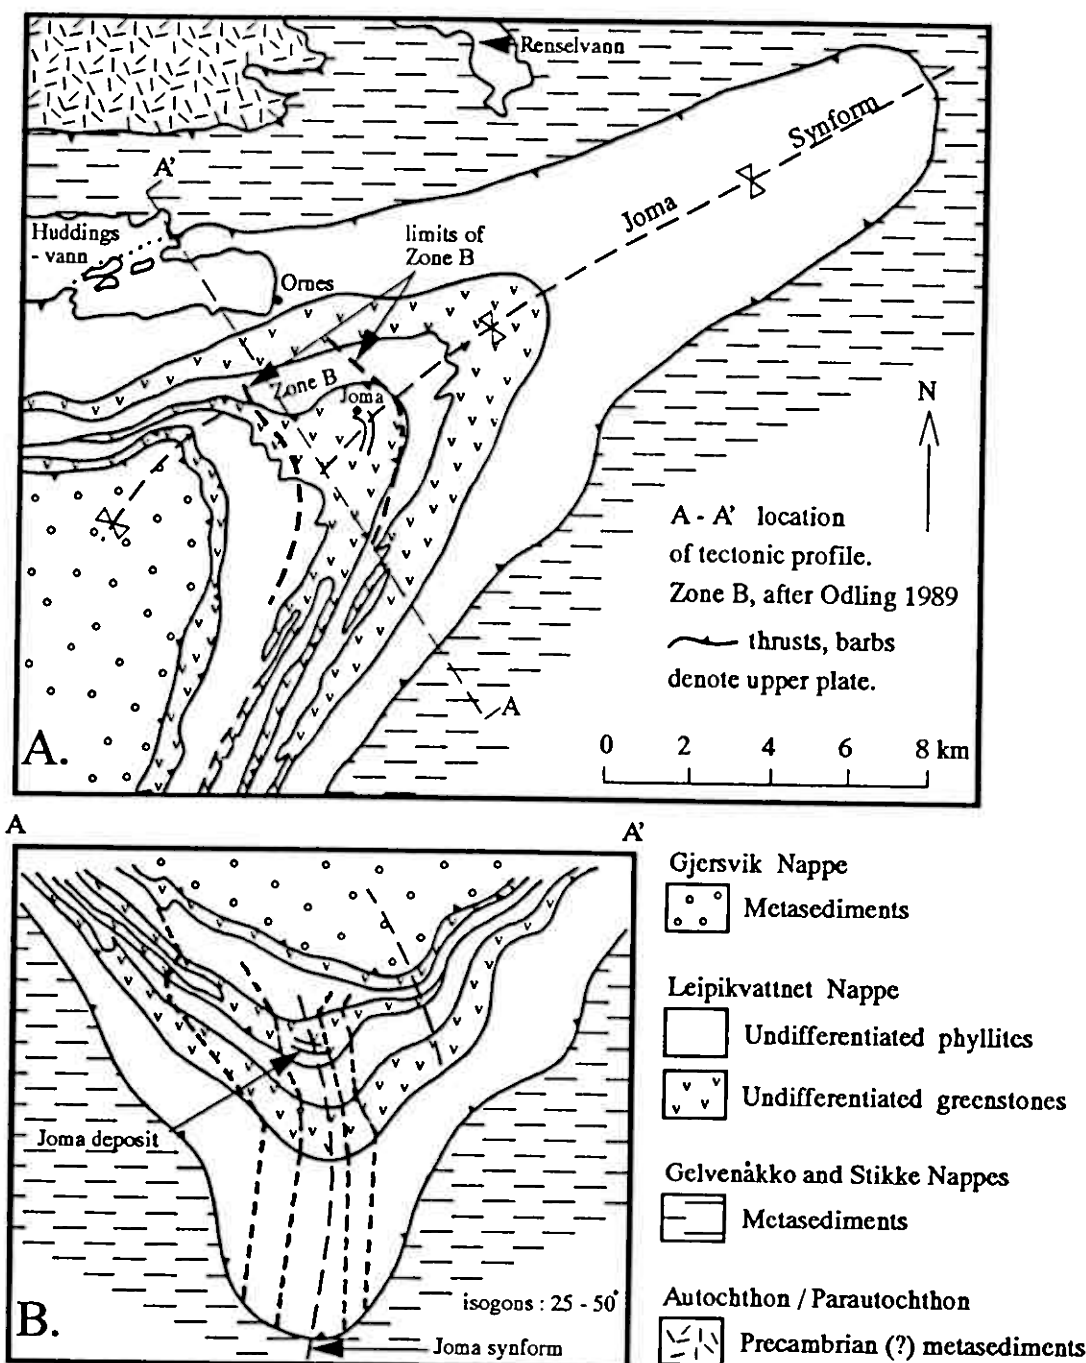 Renselvann
Synform
Joma
A'
Huddings
- vann
limits of
Zone B
Ornes
Zone B
Joma
N
A - A' location
of tectonic profile.
Zone B, after Odling 1989
thrusts, barbs
denote upper plate.
A
A.
0 2 4 6 8 km
A
A'
Joma deposit
isogons : 25 - 50°
B.
Joma synform
Gjersvik Nappe
Metasediments
Leipikvattnet Nappe
Undifferentiated phyllites
Undifferentiated greenstones
Gelvenåkko and Stikke Nappes
Metasediments
Autochthon / Parautochthon
Precambrian (?) metasediments